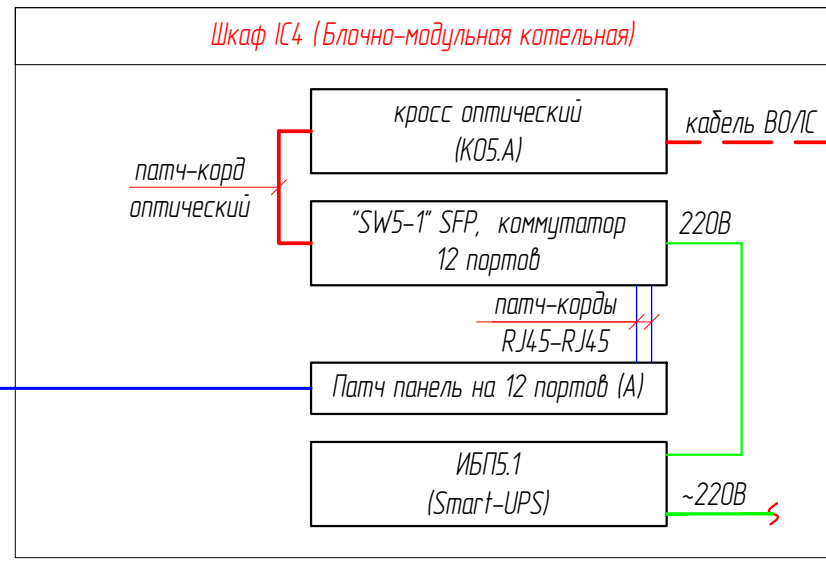 Шкаф IC4 (Блочно-модульная котельная)
кросс оптический
(КО5.А)
кабель ВОЛС
патч-корд
оптический
"SW5-1" SFP, коммутатор
12 портов
220В
патч-корды
RJ45-RJ45
Патч панель на 12 портов (А)
ИБП5.1
(Smart-UPS)
~220В